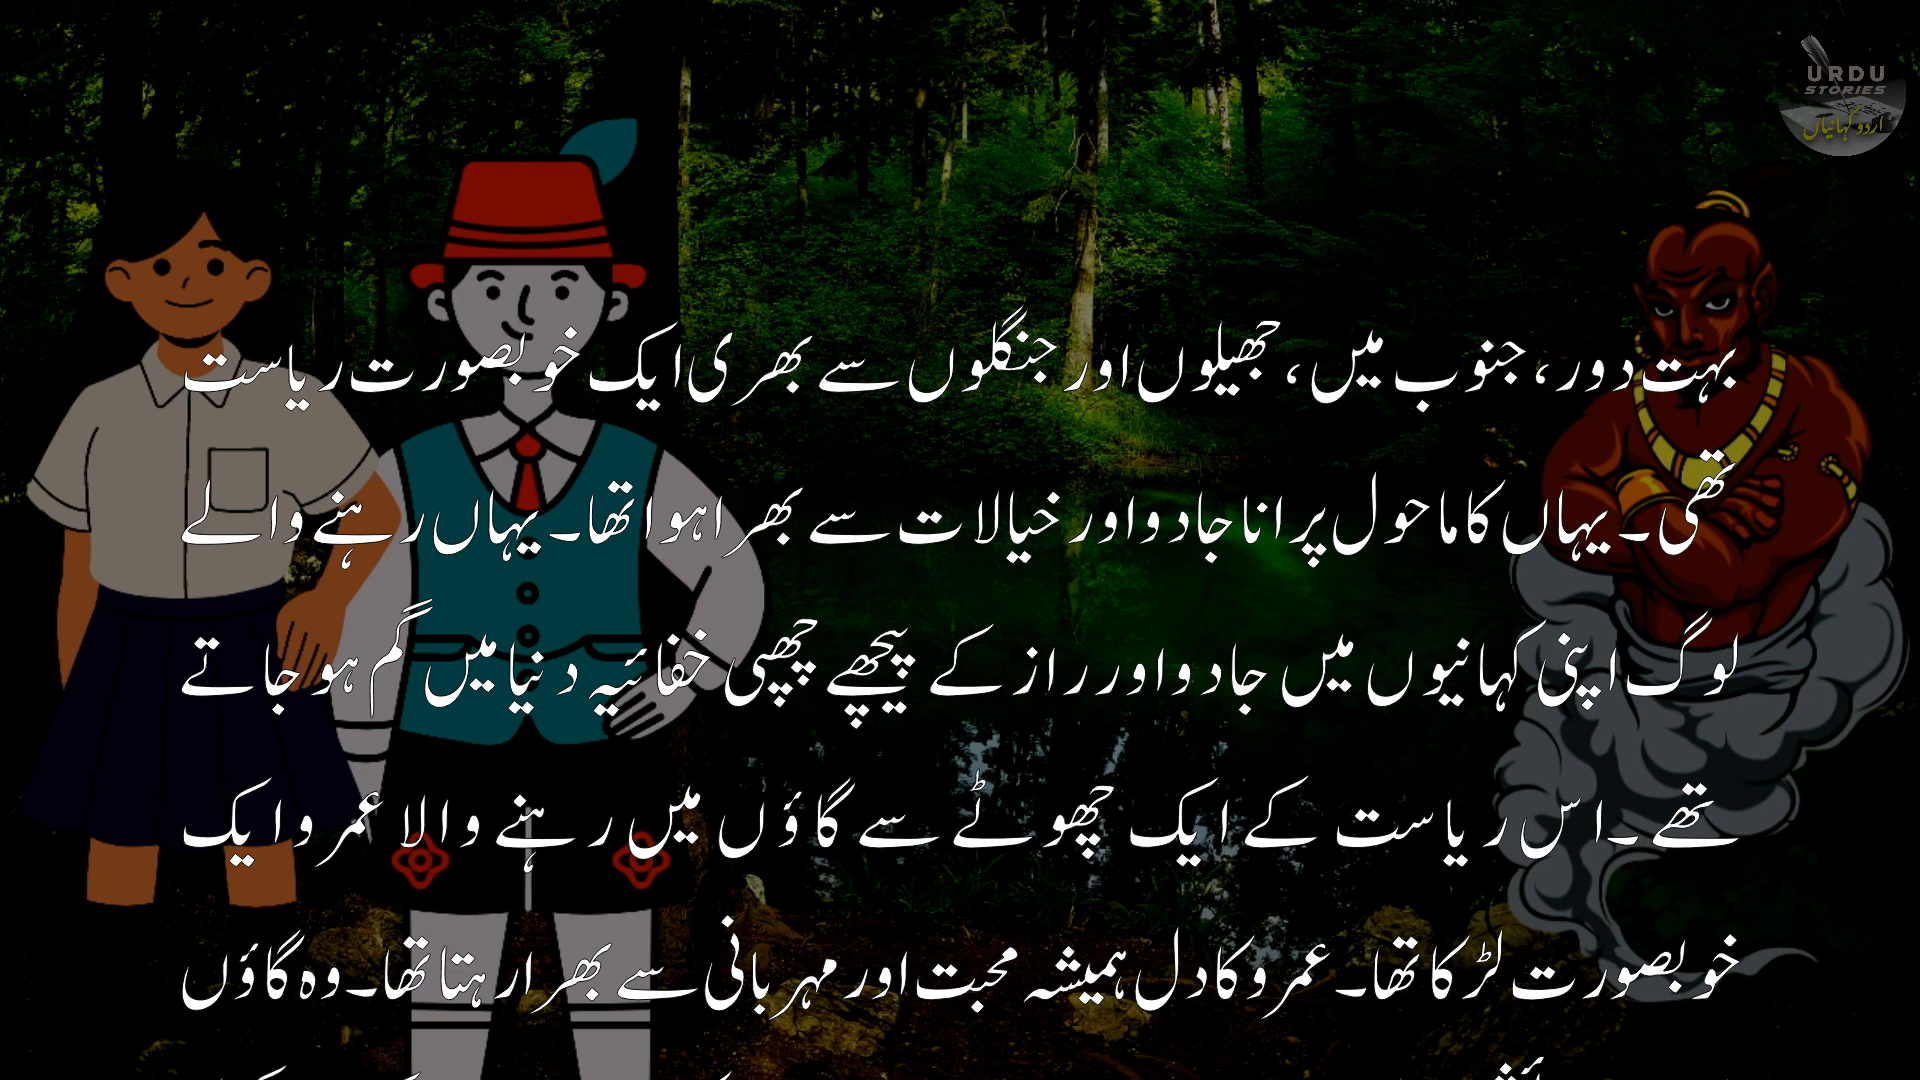 URDU
STORIES
اردو کہانیاں
بہت دور، جنوب میں، جھیلوں اور جنگلوں سے بھری ایک خوبصورت ریاست
تھی۔ یہاں کا ماحول پرانا جادو اور خیالات سے بھرا ہوا تھا۔ یہاں رہنے والے
لوگ اپنی کہانیوں میں جادو اور راز کے پیچھے چھپی خفائیہ دنیا میں گم ہو جاتے
تھے۔ اس ریاست کے ایک چھوٹے سے گاؤں میں رہنے والا عمرو ایک
خوبصورت لڑکا تھا۔ عمرو کا دل ہمیشہ محبت اور مہربانی سے بھرا رہتا تھا۔ وہ گاؤں